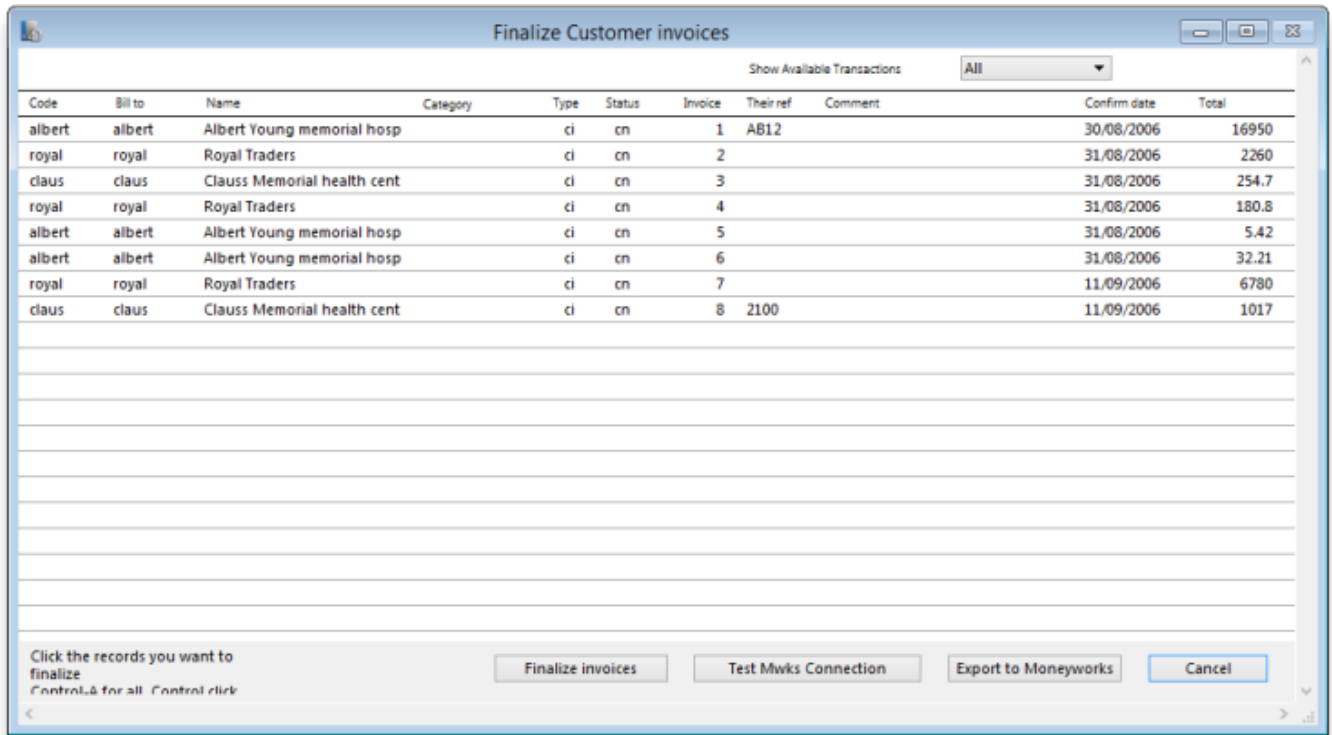 Finalize Customer invoices
Show Available Transactions All
Code Bill to Name Category Type Status Invoice Their ref Comment Confirm date Total
albert albert Albert Young memorial hosp ci cn 1 AB12 30/08/2006 16950
royal royal Royal Traders ci cn 2 31/08/2006 2260
claus claus Clauss Memorial health cent ci cn 3 31/08/2006 254.7
royal royal Royal Traders ci cn 4 31/08/2006 180.8
albert albert Albert Young memorial hosp ci cn 5 31/08/2006 5.42
albert albert Albert Young memorial hosp ci cn 6 31/08/2006 32.21
royal royal Royal Traders ci cn 7 11/09/2006 6780
claus claus Clauss Memorial health cent ci cn 8 2100 11/09/2006 1017
Click the records you want to
finalize
Control-A for all. Control click
Finalize invoices Test Mwks Connection Export to Moneyworks Cancel